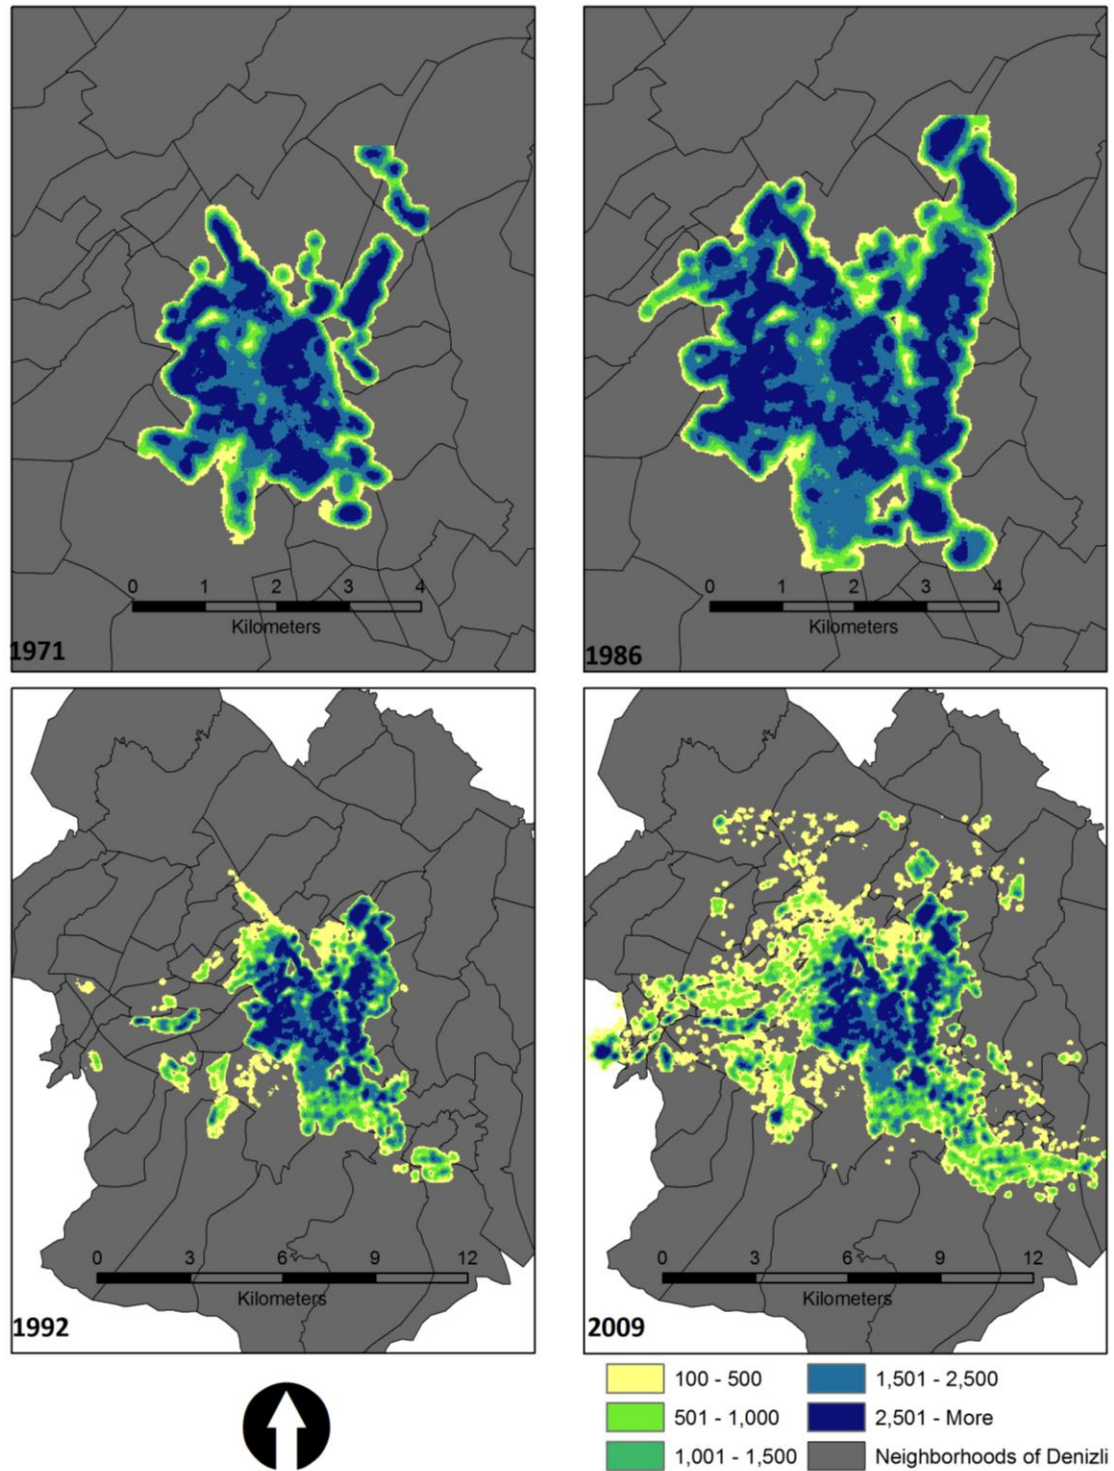 0 1 2 3 4
Kilometers
1971
0 1 2 3 4
Kilometers
1986
0 3 6 9 12
Kilometers
1992
0 3 6 9 12
Kilometers
2009
100 - 500
1,501 - 2,500
501 - 1,000
2,501 - More
1,001 - 1,500
Neighborhoods of Denizli